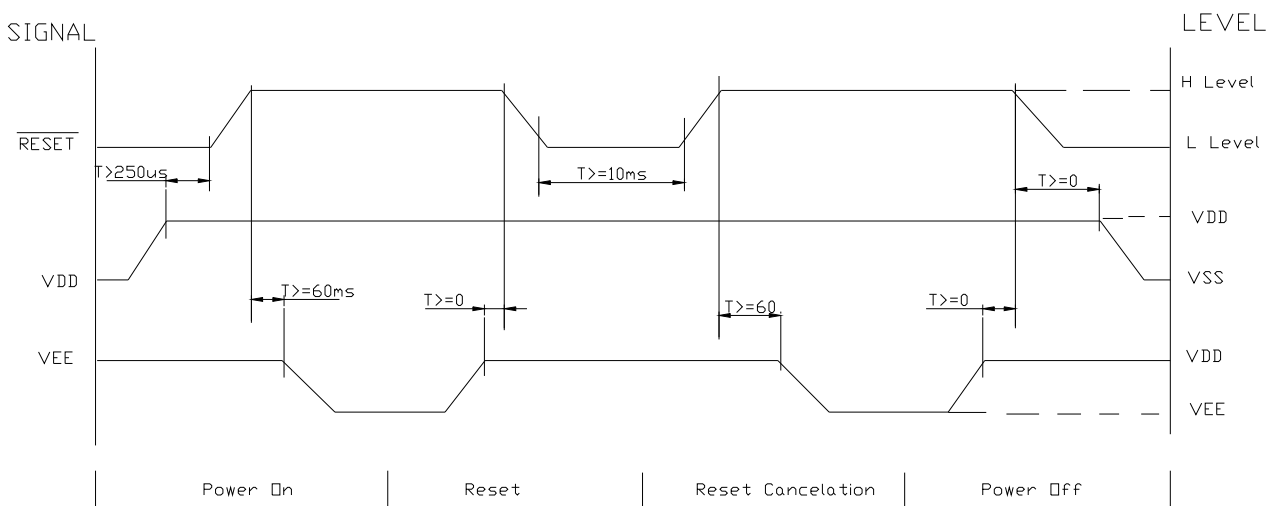 SIGNAL
LEVEL
H Level
RESET
L Level
T>250us
T>=10ms
T>=0
VDD
VDD
VSS
T>=60ms
T>=0
T>=60
T>=0
VEE
VDD
VEE
Power On
Reset
Reset Cancelation
Power Off